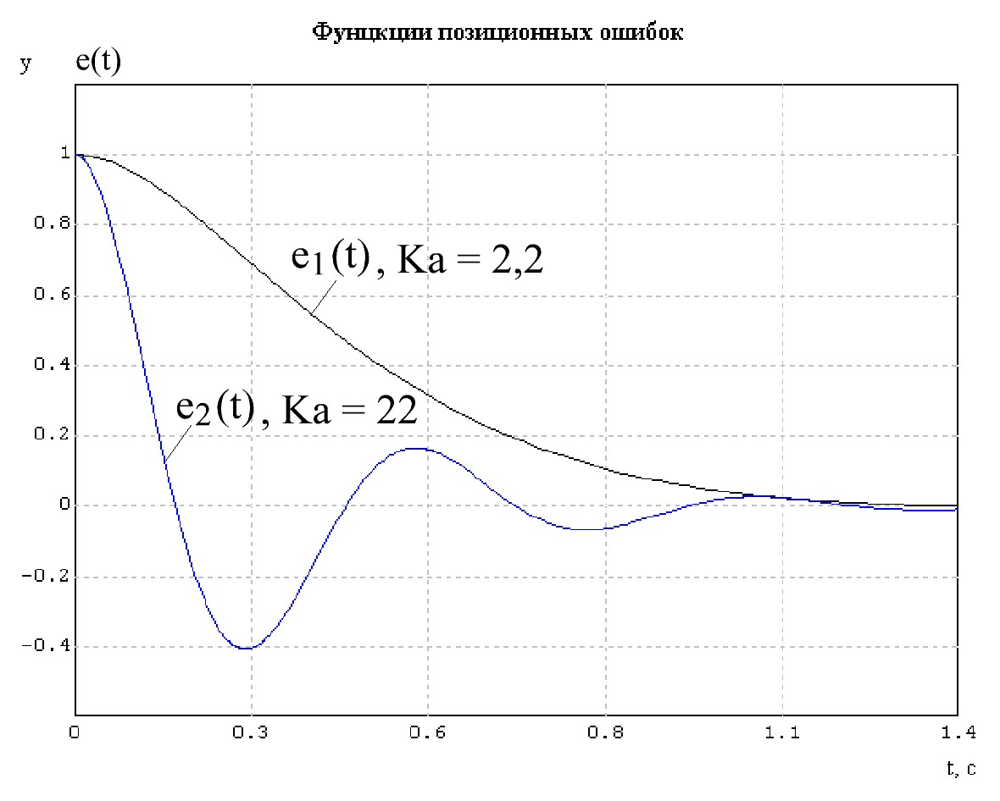 Фунцкции позиционных ошибок
y e(t)
1
0.8
e1(t), Ka = 2,2
0.6
0.4
e2(t), Ka = 22
0.2
0
-0.2
-0.4
0 0.3 0.6 0.8 1.1 1.4
t, c